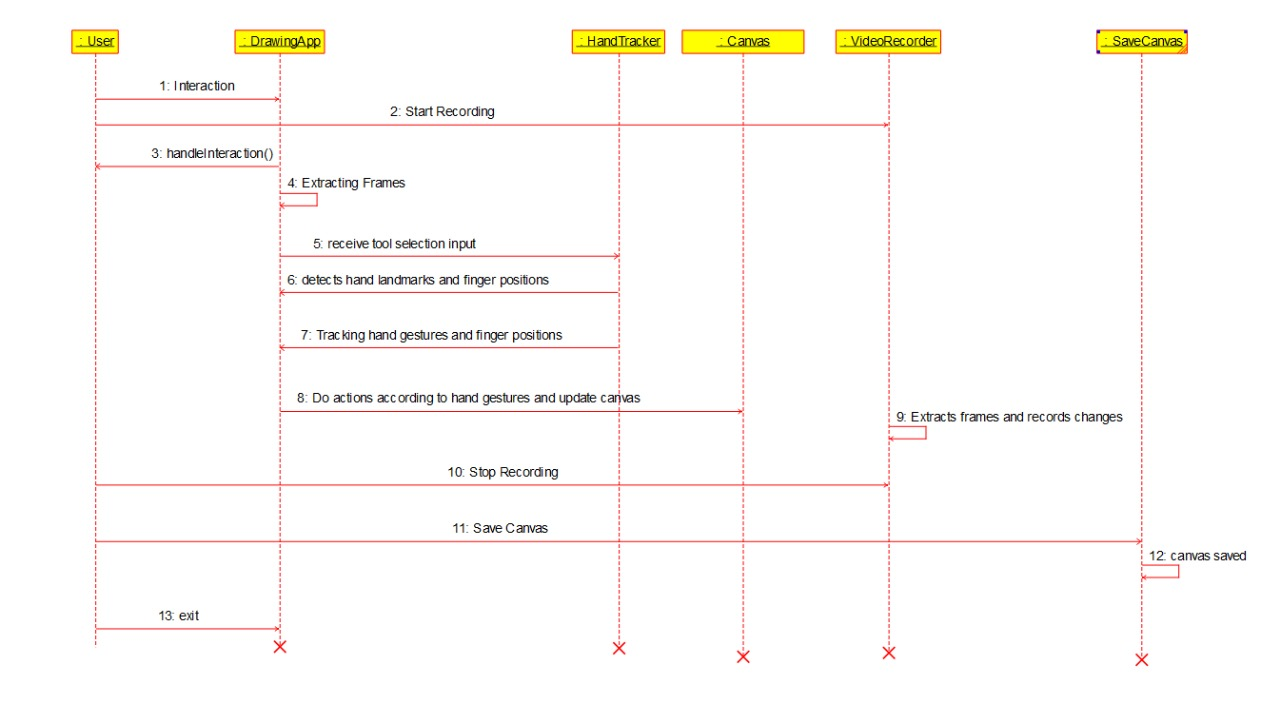 : User
: DrawingApp
: HandTracker
: Canvas
: VideoRecorder
: SaveCanvas
1: Interaction
2: Start Recording
3: handleInteraction()
4: Extracting Frames
5: receive tool selection input
6: detects hand landmarks and finger positions
7: Tracking hand gestures and finger positions
8: Do actions according to hand gestures and update canvas
9: Extracts frames and records changes
10: Stop Recording
11: Save Canvas
12: canvas saved
13: exit